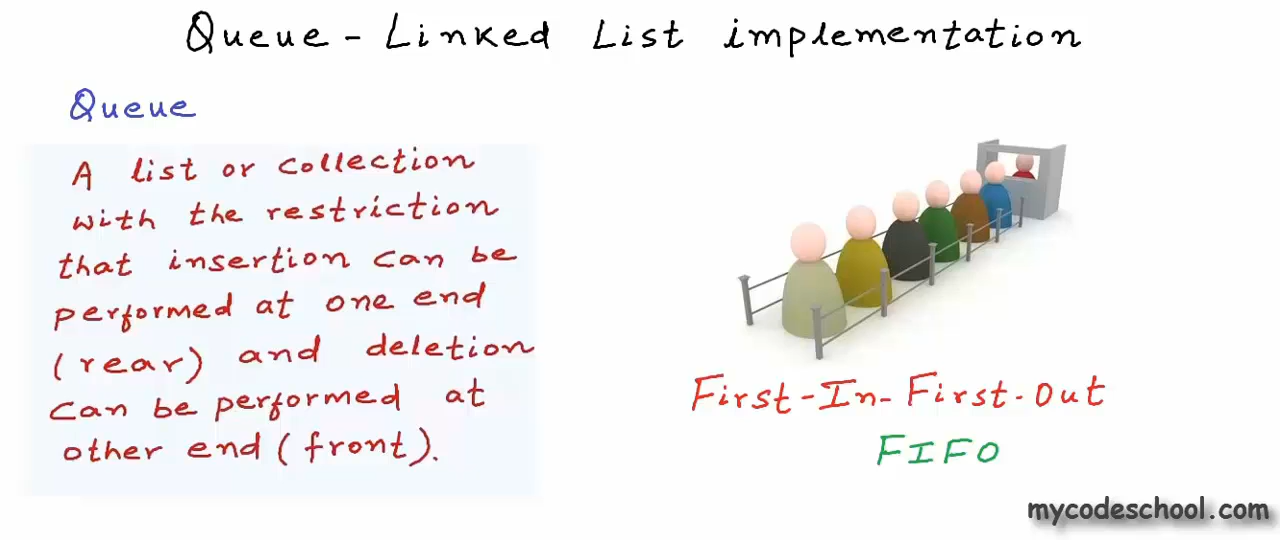 Queue - Linked List implementation
Queue
A list or collection
with the restriction
that insertion can be
performed at one end
(rear) and deletion
can be performed at
other end (front).
First-In-First-Out
FIFO
mycodeschool.com